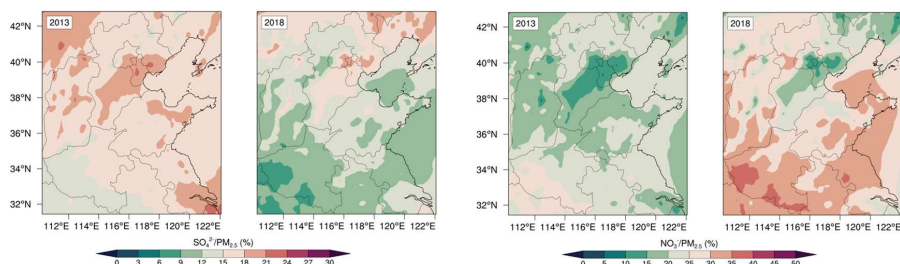 2013
2018
2013
2018
42°N
40°N
38°N
36°N
34°N
32°N
42°N
40°N
38°N
36°N
34°N
32°N
112°E 114°E 116°E 118°E 120°E 122°E
112°E 114°E 116°E 118°E 120°E 122°E
112°E 114°E 116°E 118°E 120°E 122°E
112°E 114°E 116°E 118°E 120°E 122°E
SO₄²⁻/PM₂.₅ (%)
0 3 6 9 12 15 18 21 24 27 30
NO₃⁻/PM₂.₅ (%)
0 5 10 15 20 25 30 35 40 45 50